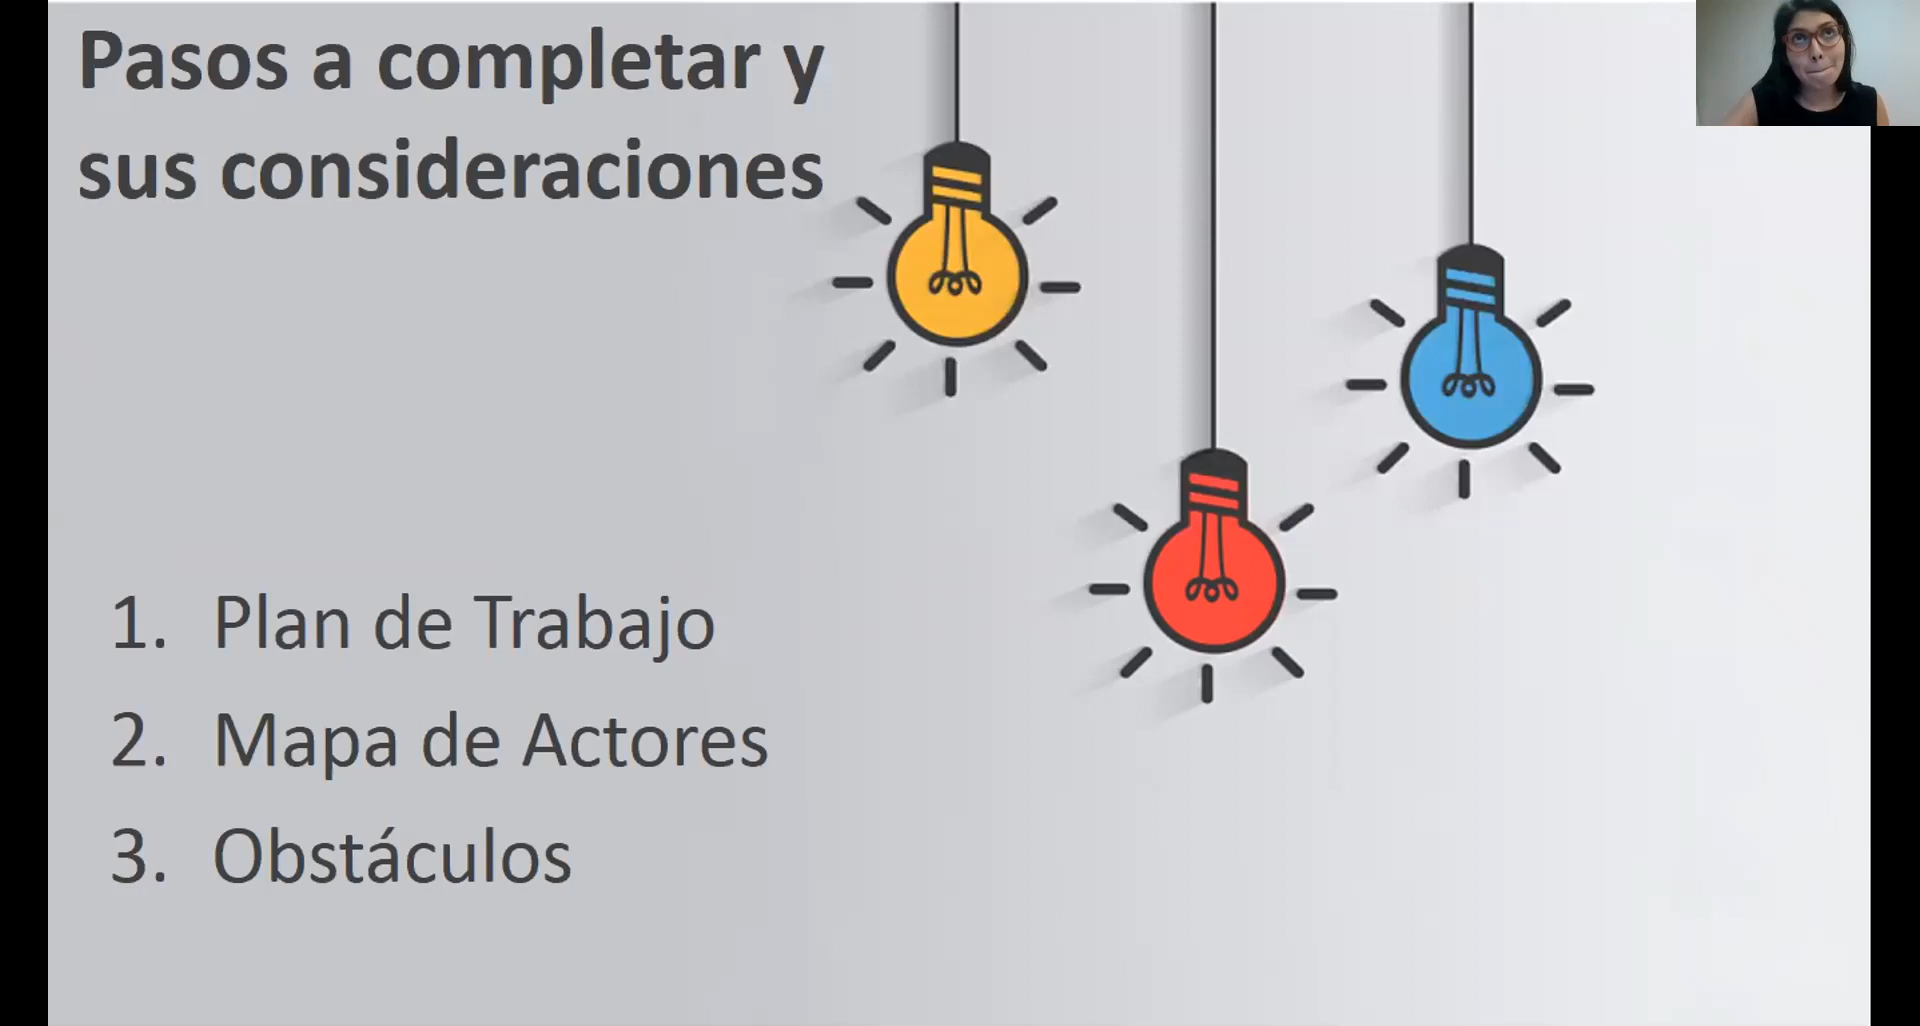 Pasos a completar y
sus consideraciones
1. Plan de Trabajo
2. Mapa de Actores
3. Obstáculos